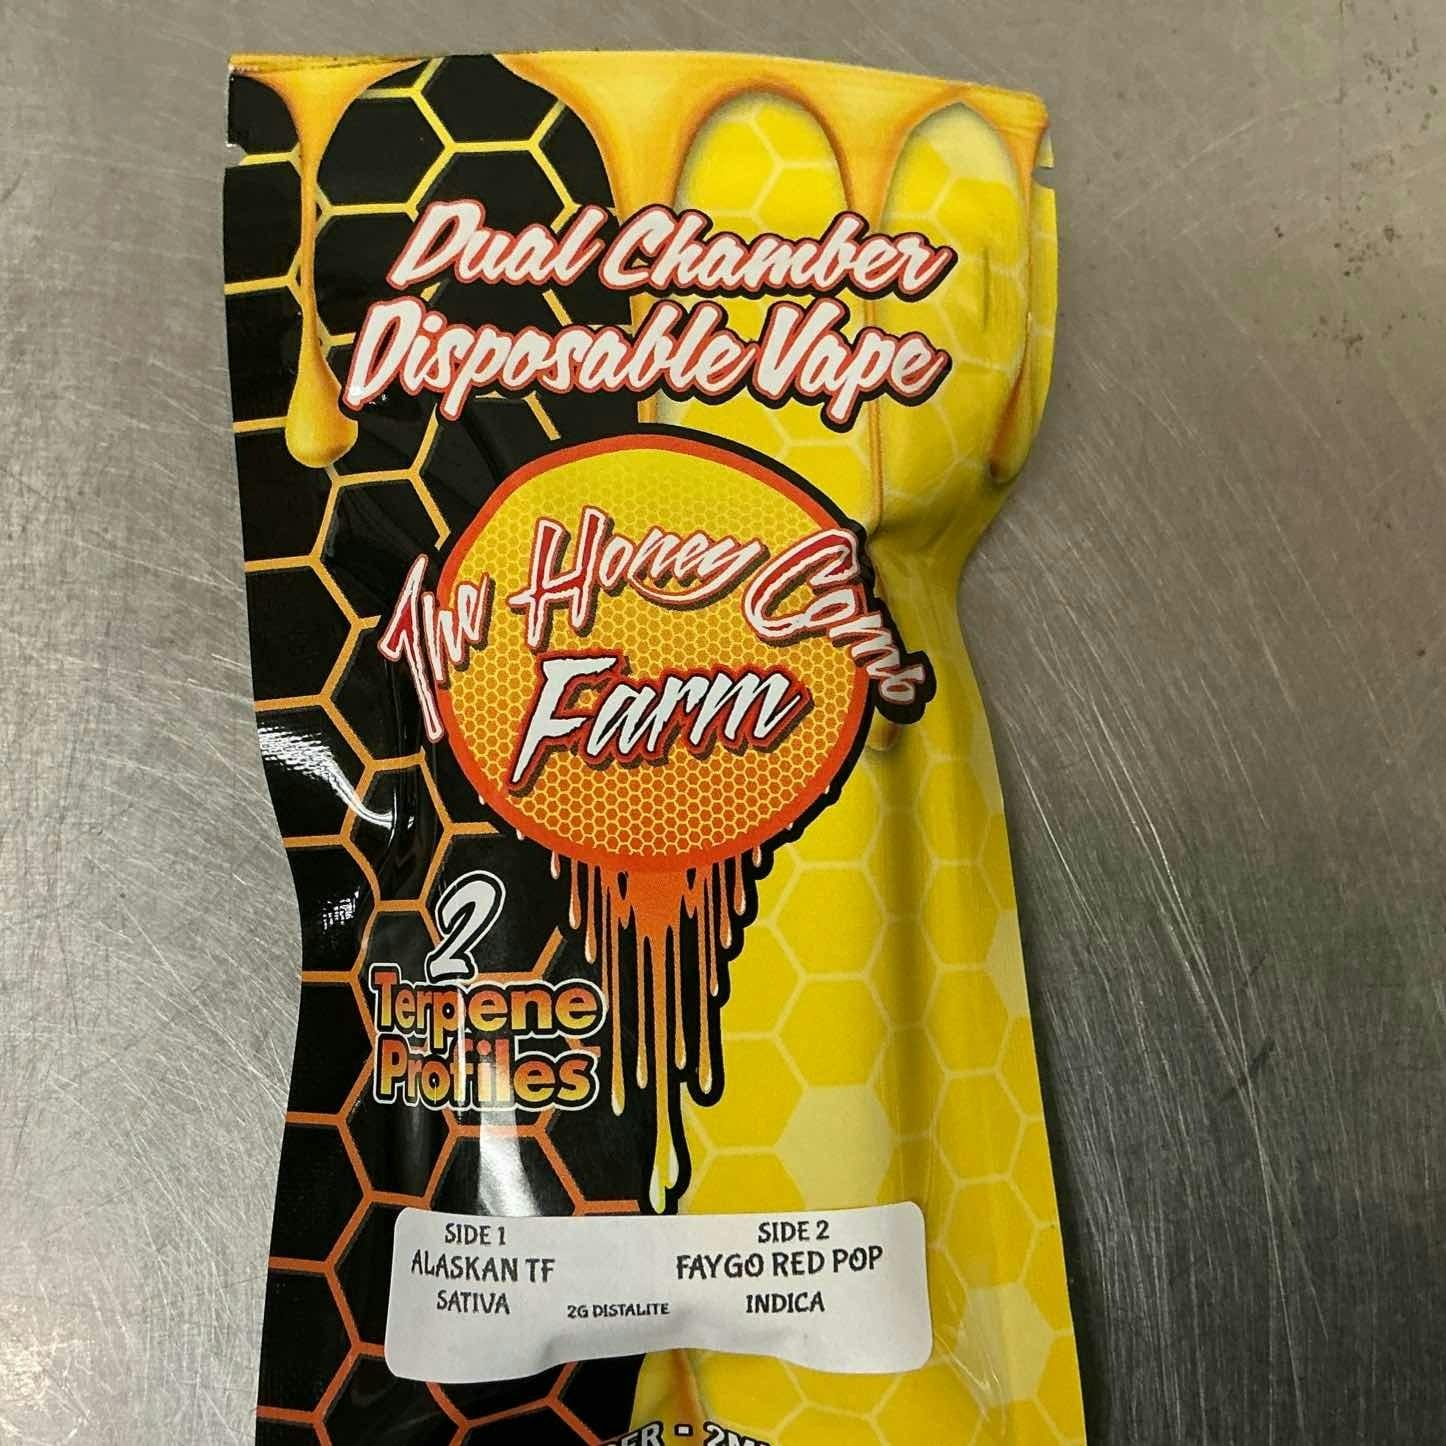 Dual Chamber
Disposable Vape
The Honey Comb
Farm
2
Terpene
Profiles
SIDE 1 SIDE 2
ALASKAN TF FAYGO RED POP
SATIVA 2G DISTALITE INDICA